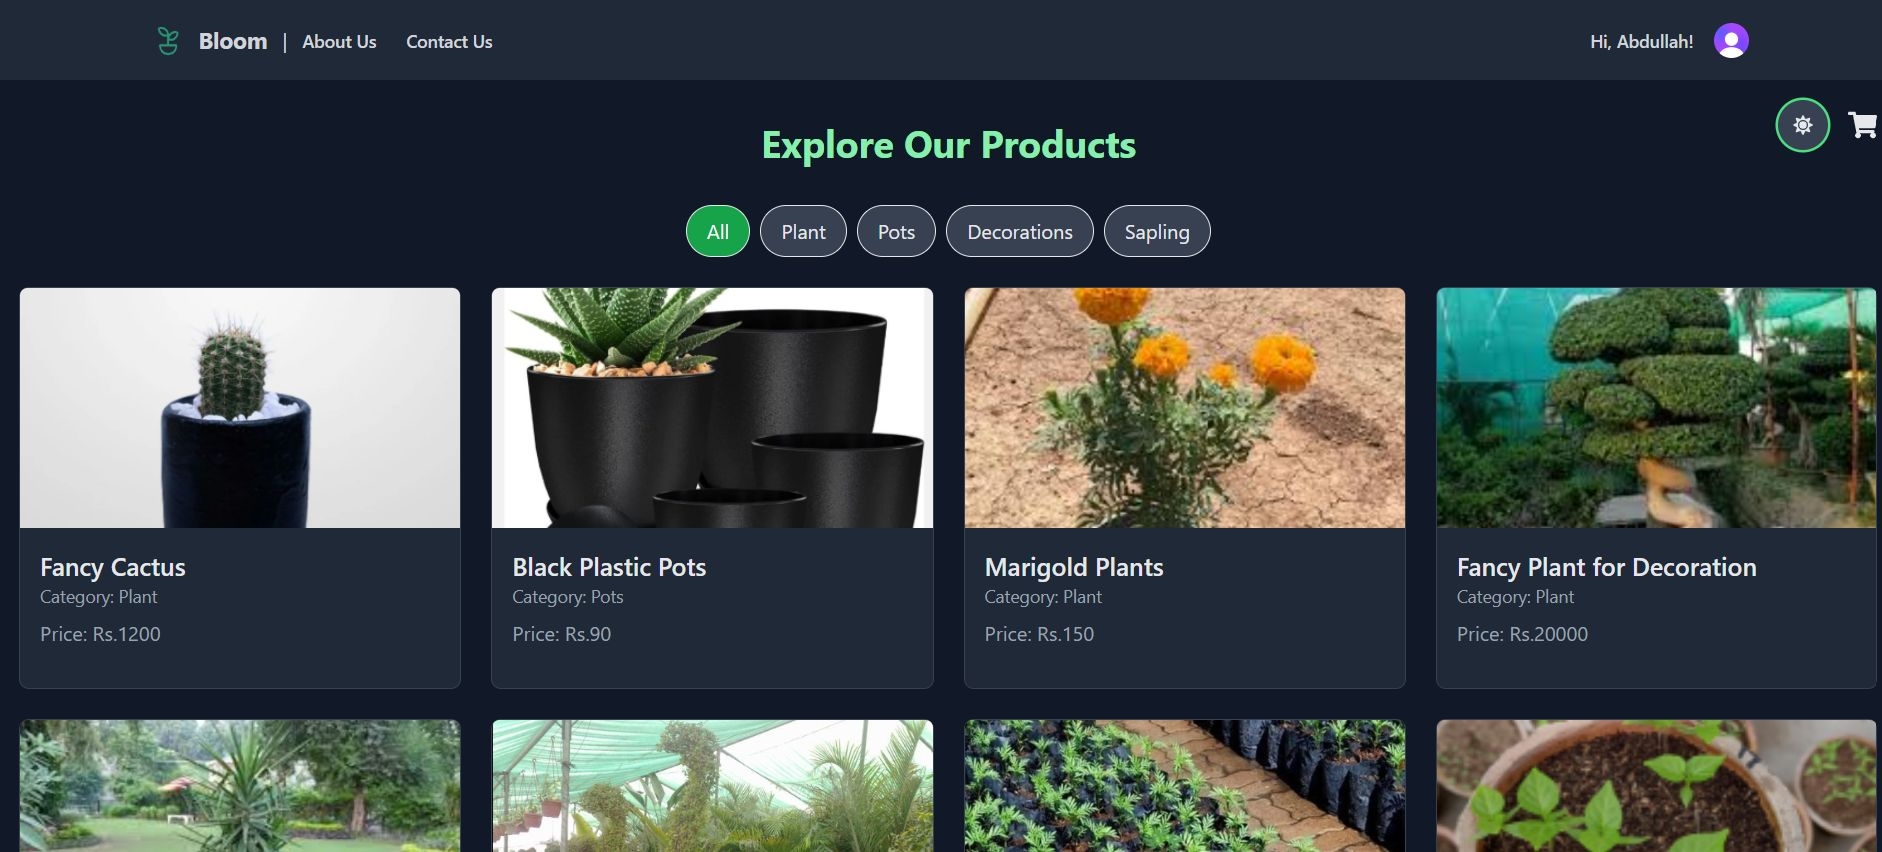 Bloom | About Us Contact Us Hi, Abdullah!
Explore Our Products
All Plant Pots Decorations Sapling
Fancy Cactus
Category: Plant
Price: Rs.1200
Black Plastic Pots
Category: Pots
Price: Rs.90
Marigold Plants
Category: Plant
Price: Rs.150
Fancy Plant for Decoration
Category: Plant
Price: Rs.20000